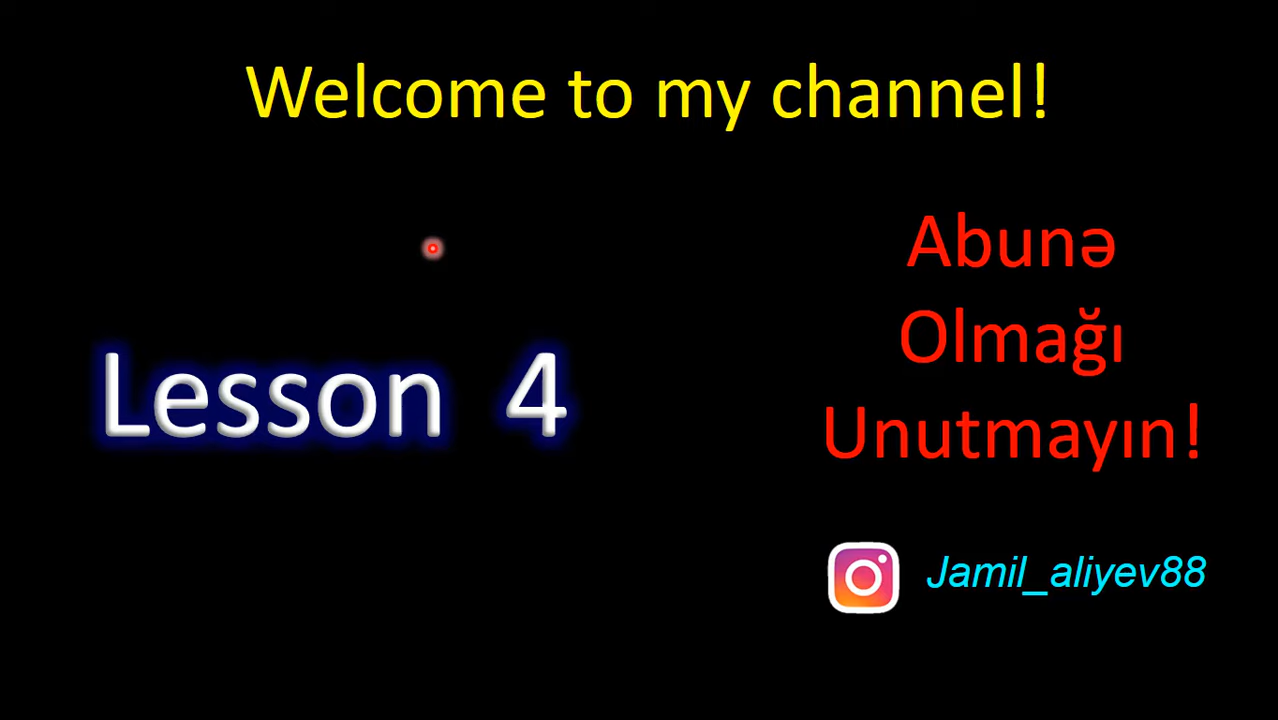 Welcome to my channel!
Lesson 4
Abunə
Olmağı
Unutmayın!
Jamil_aliyev88